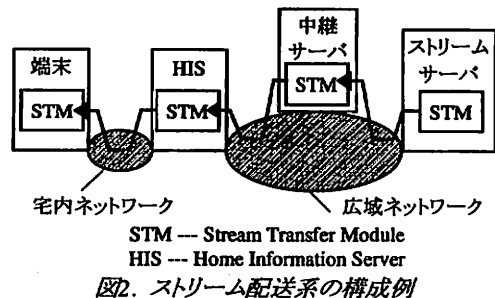 端末
STM
HIS
STM
中継
サーバ
STM
ストリーム
サーバ
STM
宅内ネットワーク
広域ネットワーク
STM --- Stream Transfer Module
HIS --- Home Information Server
図2. ストリーム配送系の構成例